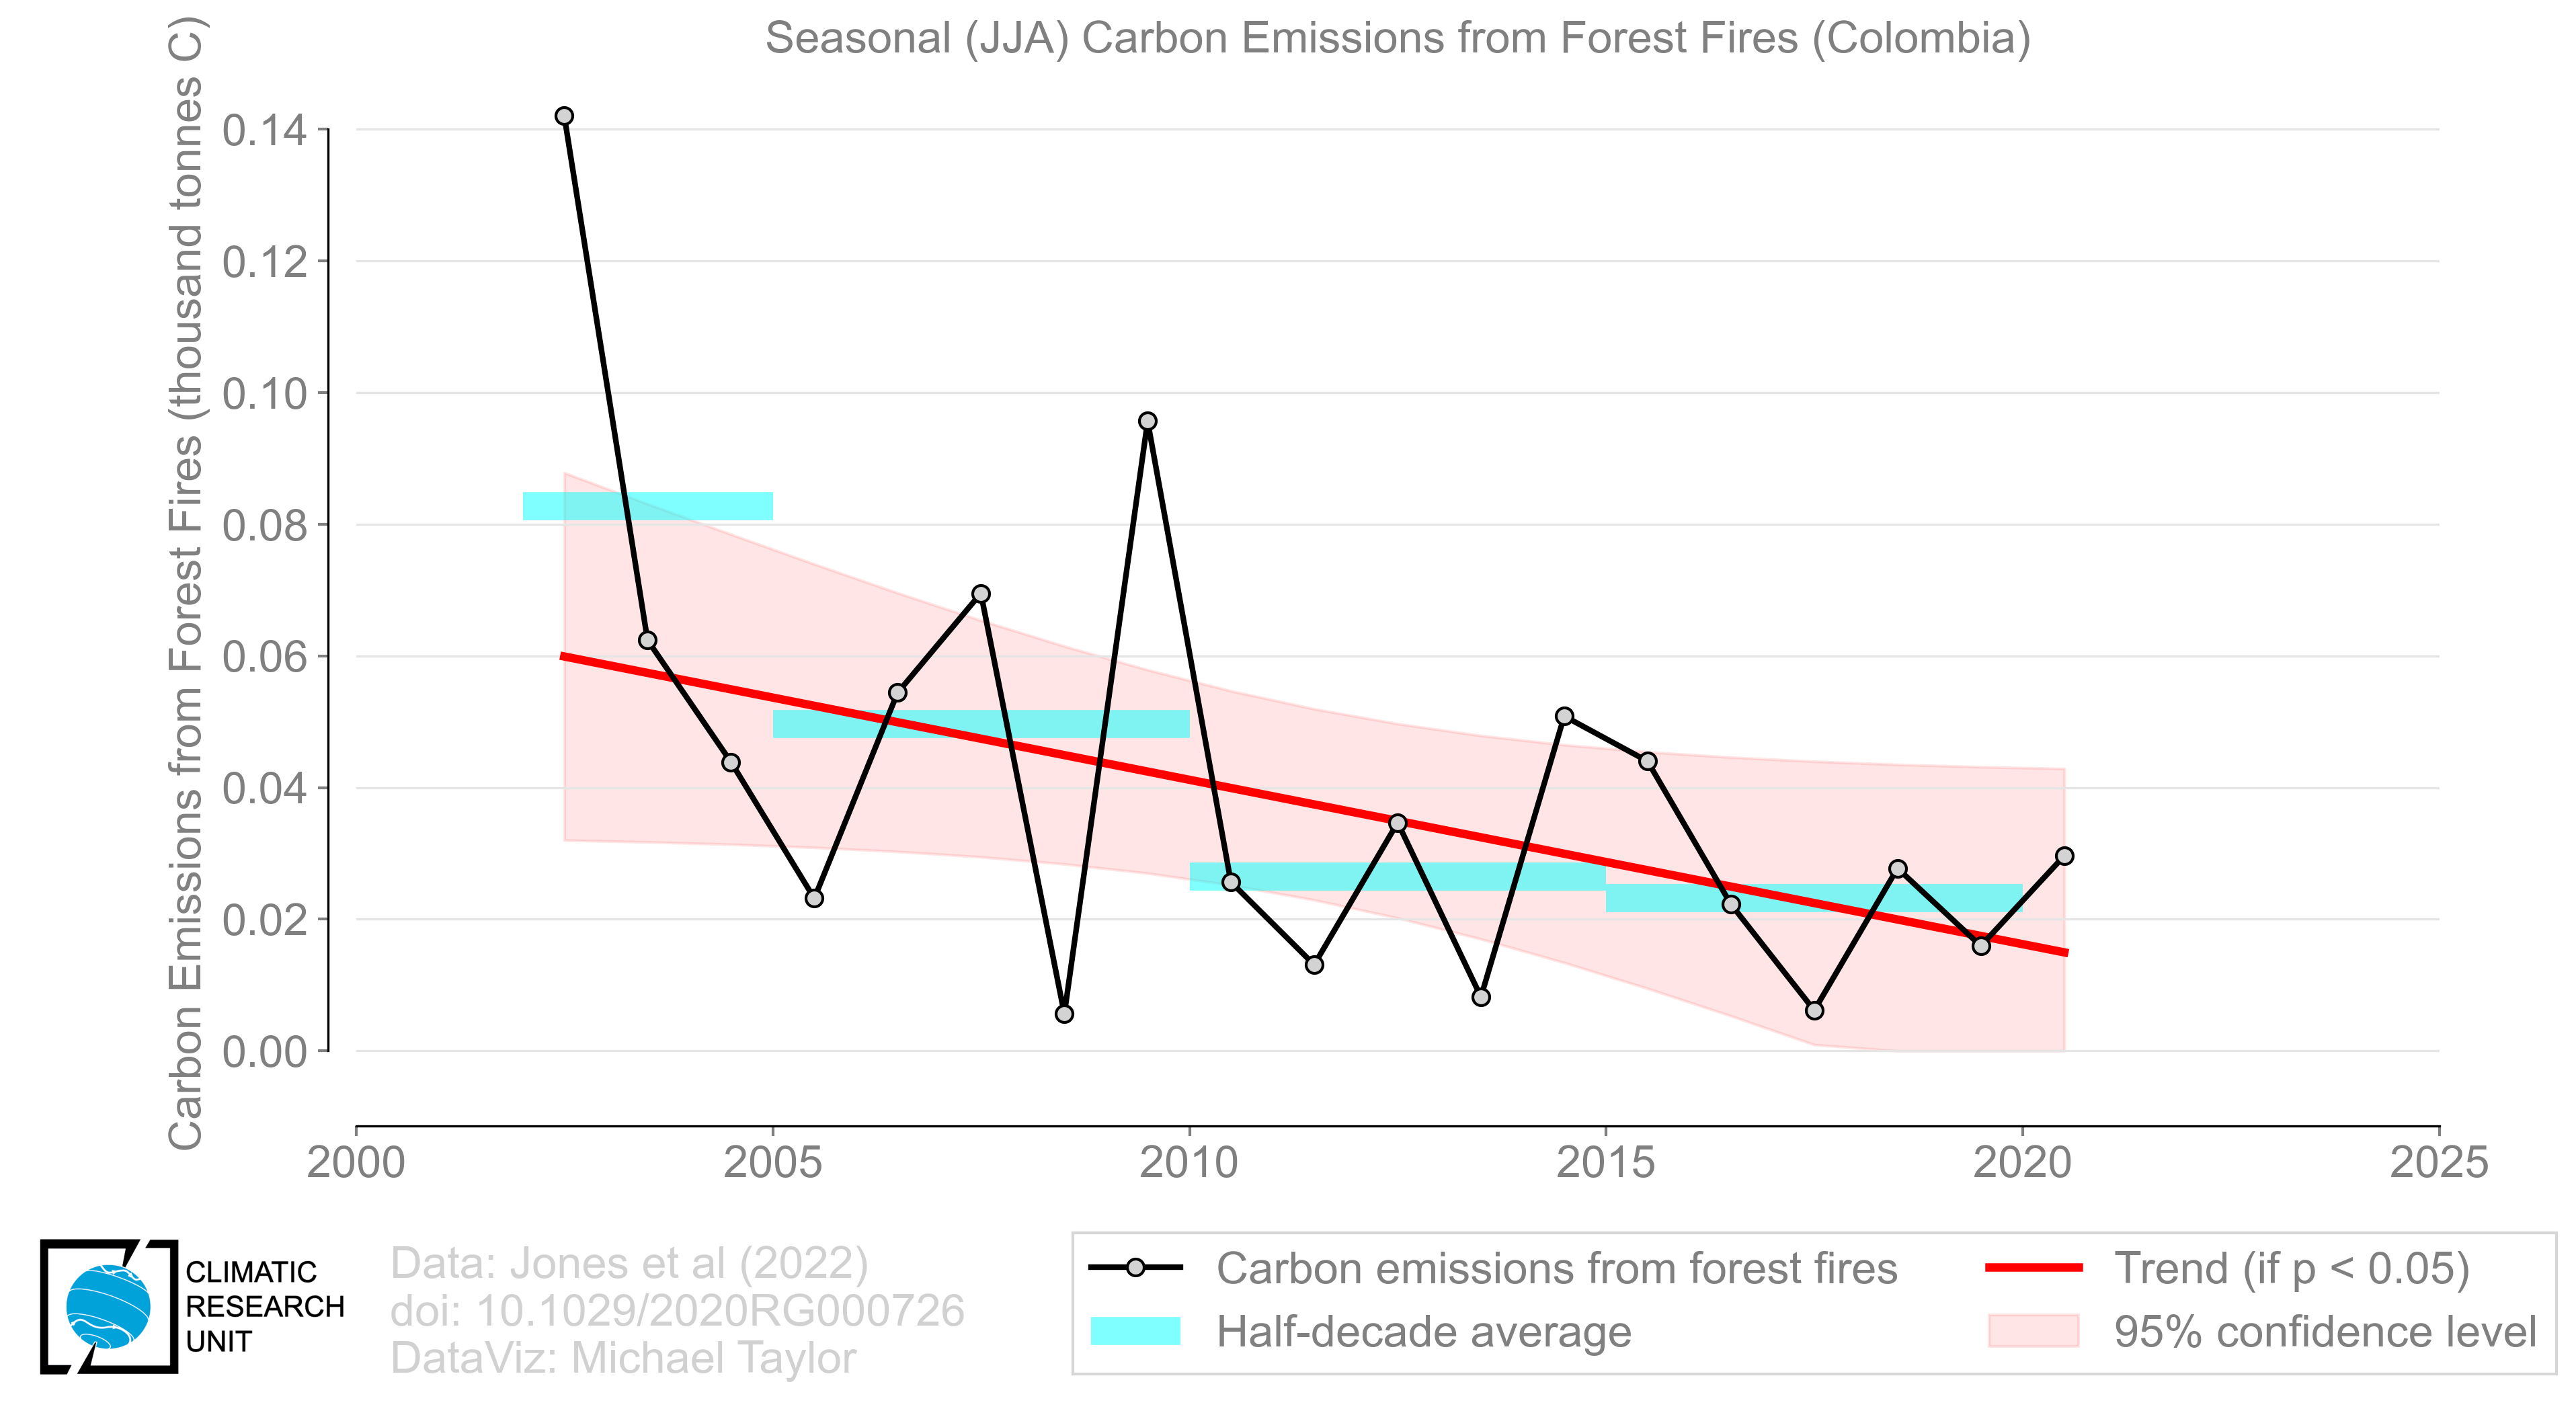 Seasonal (JJA) Carbon Emissions from Forest Fires (Colombia)
Carbon Emissions from Forest Fires (thousand tonnes C)
0.14
0.12
0.10
0.08
0.06
0.04
0.02
0.00
2000 2005 2010 2015 2020 2025
CLIMATIC
RESEARCH
UNIT
Data: Jones et al (2022)
doi: 10.1029/2020RG000726
DataViz: Michael Taylor
Carbon emissions from forest fires
Half-decade average
Trend (if p < 0.05)
95% confidence level